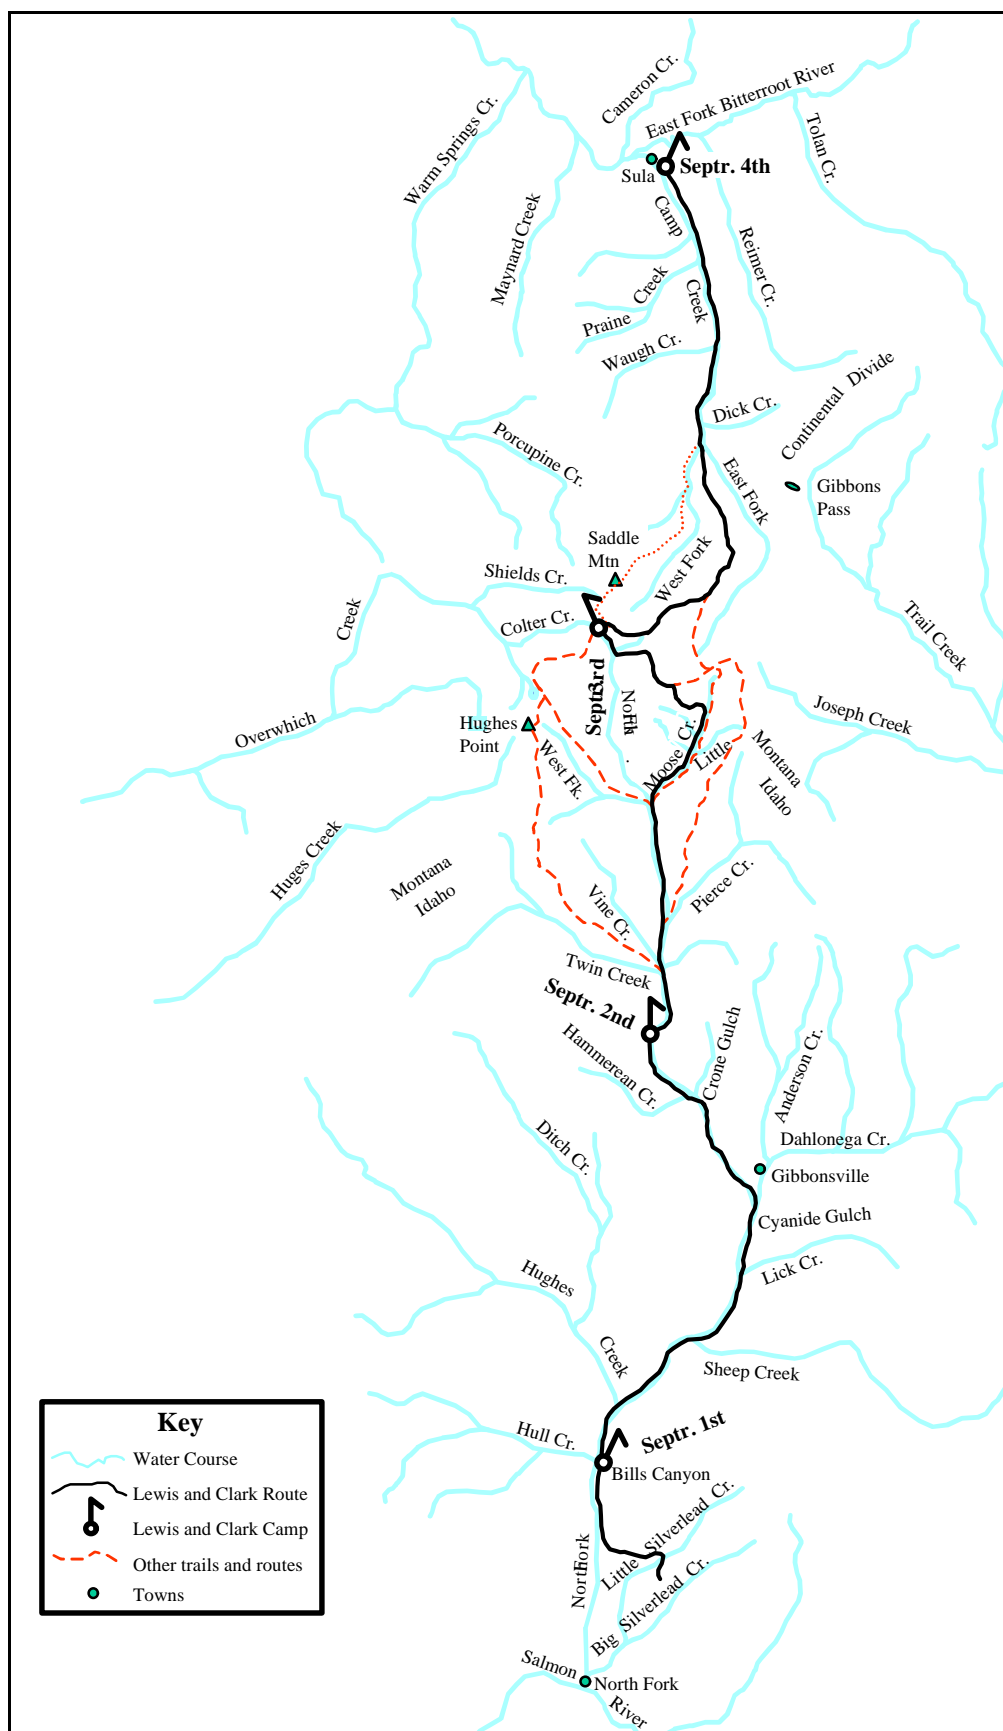 Cameron Cr.
East Fork Bitterroot River
Warm Springs Cr.
Tolan Cr.
Sula
Septr. 4th
Camp
Creek
Maynard Creek
Reimer Cr.
Praine
Creek
Waugh Cr.
Dick Cr.
Continental Divide
Porcupine Cr.
East Fork
Gibbons
Pass
Saddle
Mtn
West Fork
Shields Cr.
Colter Cr.
Creek
Trail Creek
Septr.3rd
North
Fk
.
Overwhich
Hughes
Point
West Fk.
Moose Cr.
Little
Joseph Creek
Montana
Idaho
Huges Creek
Montana
Idaho
Vine Cr.
Pierce Cr.
Twin Creek
Septr. 2nd
Hammerean Cr.
Crone Gulch
Anderson Cr.
Ditch Cr.
Dahlonega Cr.
Gibbonsville
Cyanide Gulch
Lick Cr.
Hughes
Creek
Sheep Creek
Hull Cr.
Septr. 1st
Bills Canyon
North Fork
Little Silverlead Cr.
Big Silverlead Cr.
Salmon
River
North Fork
Key
Water Course
Lewis and Clark Route
Lewis and Clark Camp
Other trails and routes
Towns